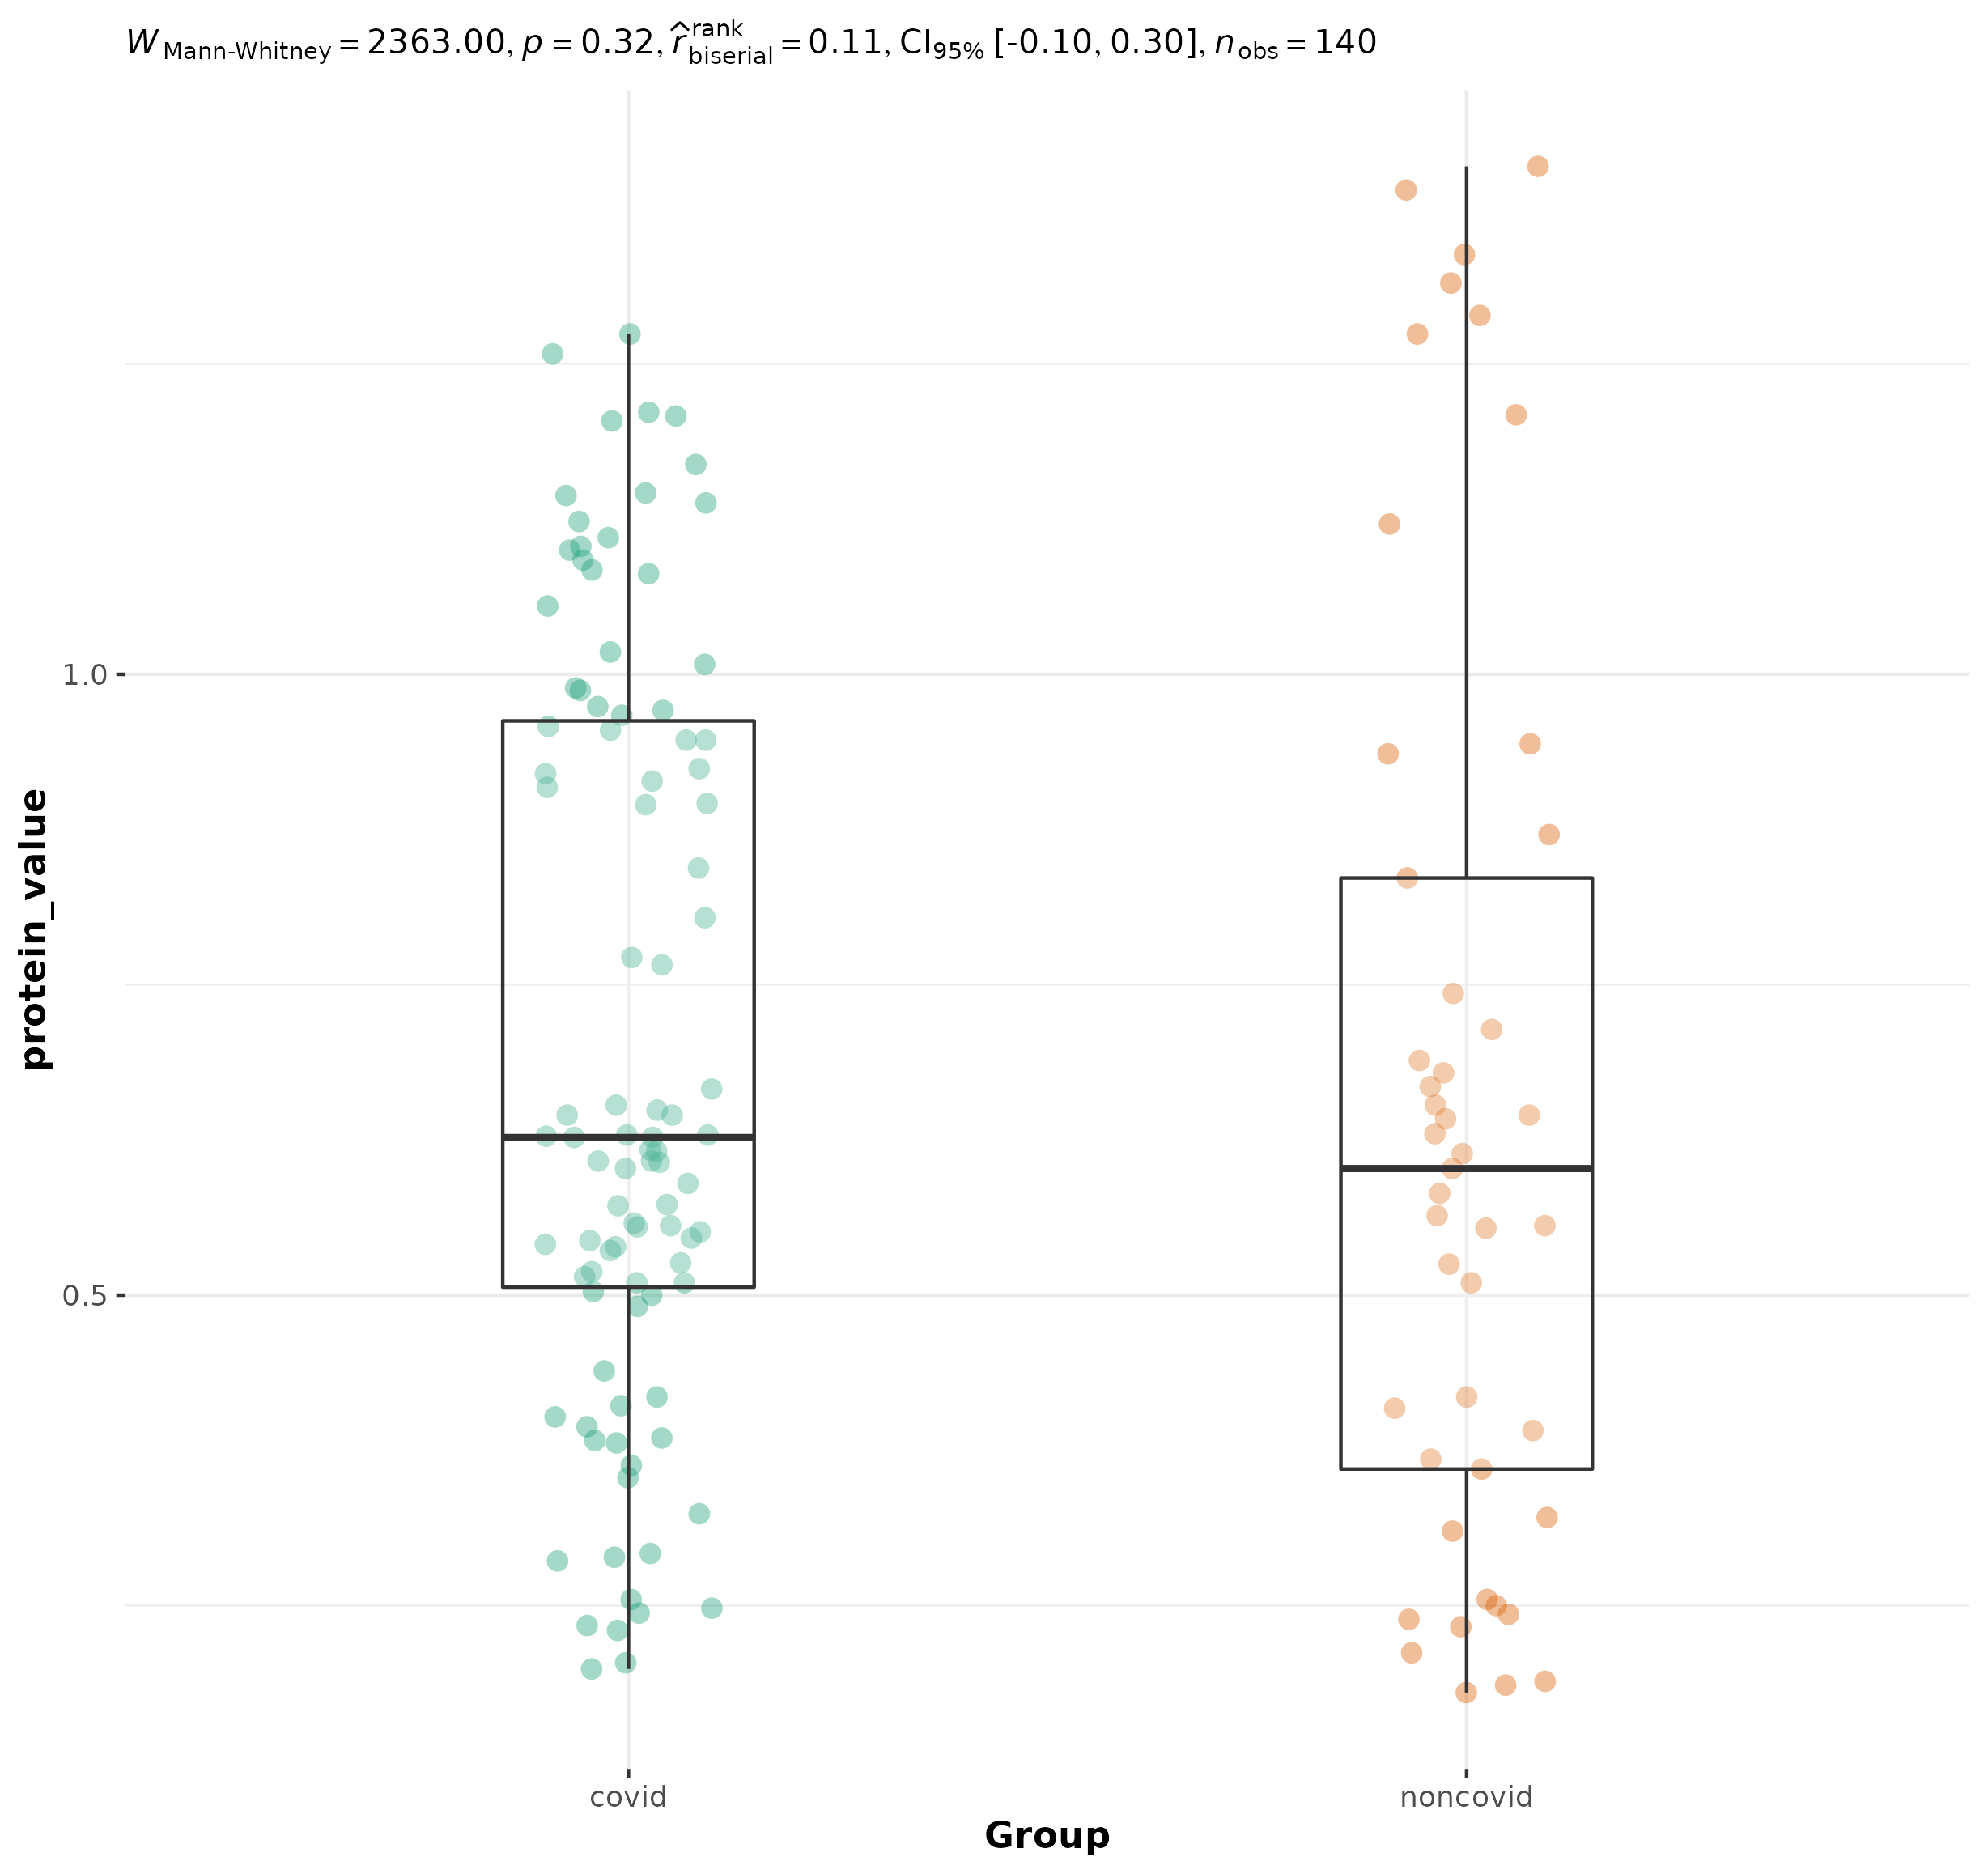 W Mann-Whitney = 2363.00, p = 0.32, r̂ rank biserial = 0.11, CI95% [-0.10, 0.30], n obs = 140
1.0
0.5
protein_value
covid noncovid
Group